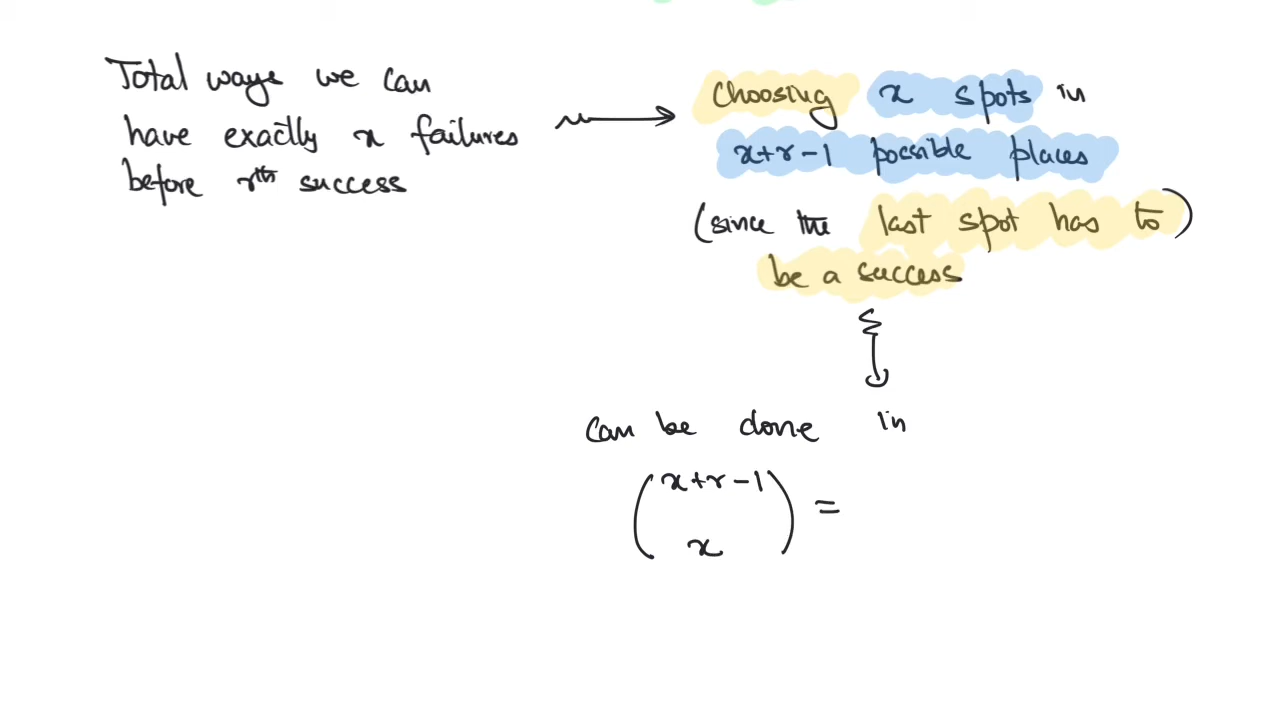 Total ways we can
have exactly x failures
before rth success
choosing x spots in
x+r-1 possible places
(since the last spot has to)
be a success
can be done in
(x+r-1
x) =